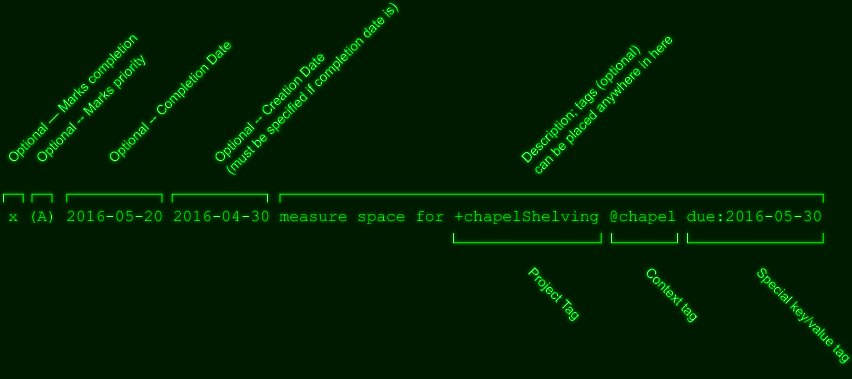 Optional — Marks completion
Optional -- Marks priority
Optional -- Completion Date
Optional -- Creation Date
(must be specified if completion date is)
Description; tags (optional)
can be placed anywhere in here
x (A) 2016-05-20 2016-04-30 measure space for +chapelShelving @chapel due:2016-05-30
Project Tag
Context tag
Special key/value tag